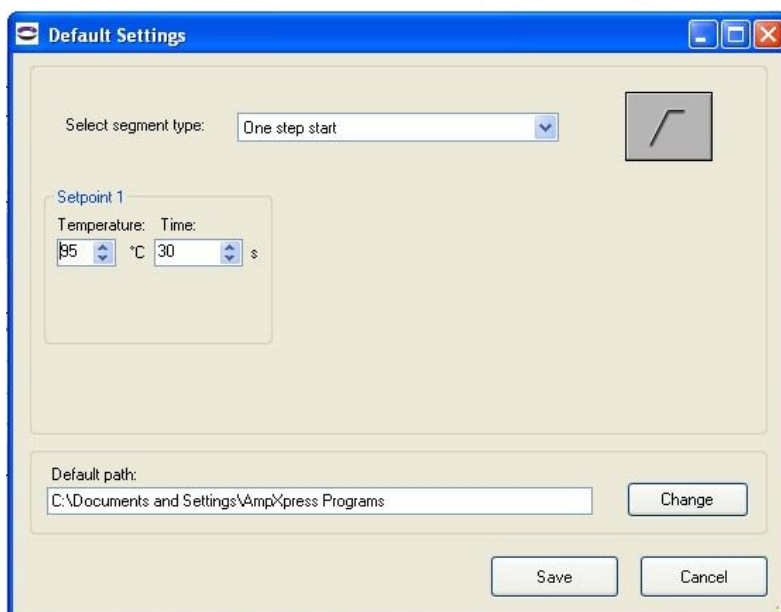 Default Settings
Select segment type: One step start
Setpoint 1
Temperature: Time:
95 °C 30 s
Default path:
C:\Documents and Settings\AmpXpress Programs
Change
Save Cancel